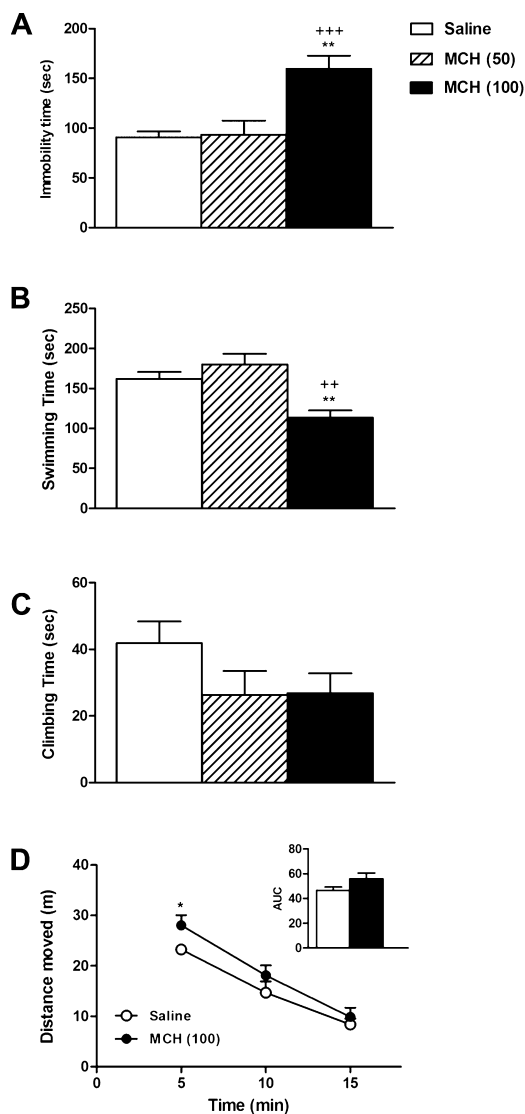 A
Saline
MCH (50)
MCH (100)
+++
**
200
150
100
50
0
Immobility time (sec)
B
250
200
150
100
50
0
Swimming Time (sec)
++
**
C
60
40
20
0
Climbing Time (sec)
D
40
30
20
10
0
Distance moved (m)
*
80
60
40
20
0
AUC
Saline
MCH (100)
0 5 10 15
Time (min)